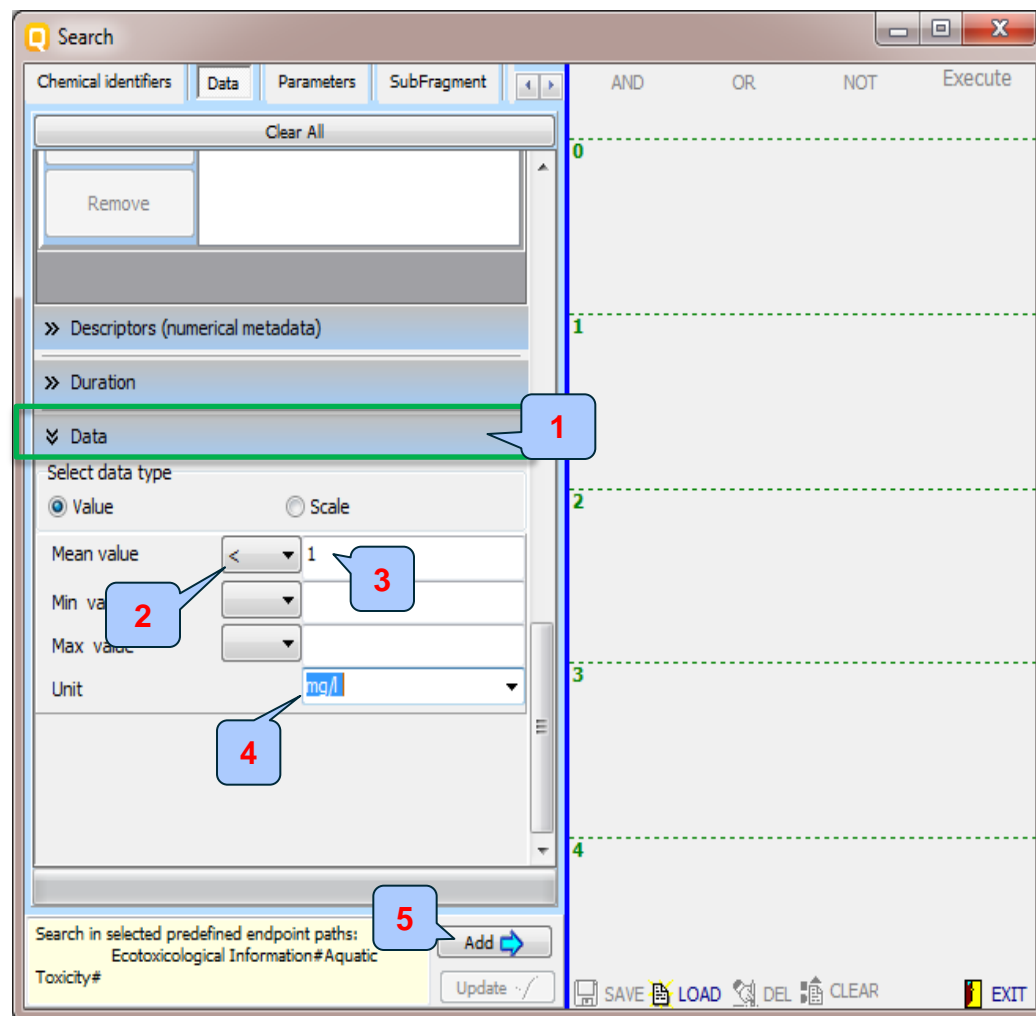 Search
Chemical identifiers Data Parameters SubFragment
AND OR NOT Execute
Clear All
0
Remove
» Descriptors (numerical metadata)
1
» Duration
1
Data
Select data type
Value Scale
2
Mean value < 1
3
2
Min va
Max value
3
Unit mg/l
4
4
5
Search in selected predefined endpoint paths:
Ecotoxicological Information#Aquatic
Toxicity#
Add
Update
SAVE LOAD DEL CLEAR EXIT